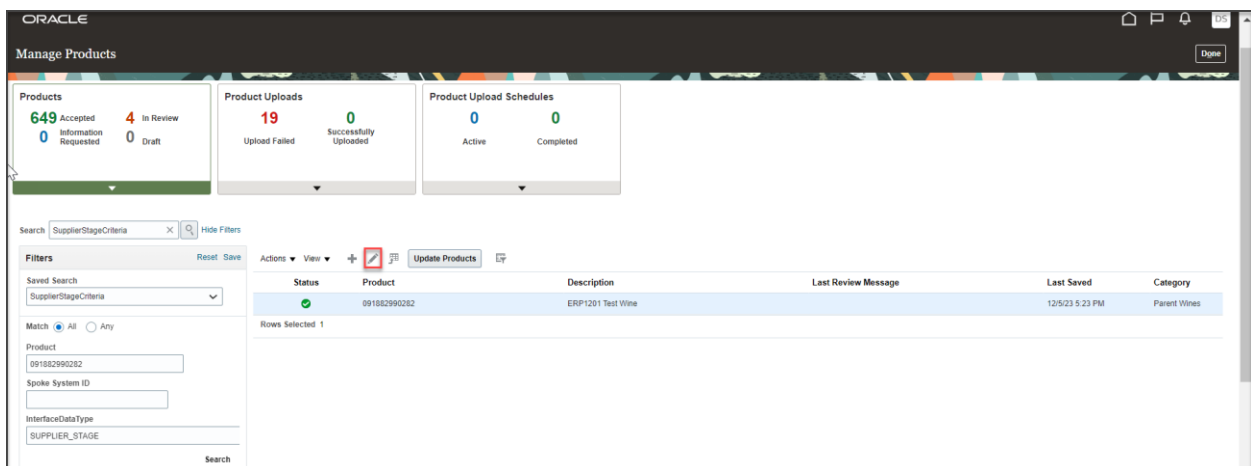 ORACLE
DS
Manage Products
Done
Products
649 Accepted 4 In Review
0 Information Requested 0 Draft
Product Uploads
19 0
Upload Failed Successfully Uploaded
Product Upload Schedules
0 0
Active Completed
Search SupplierStageCriteria Hide Filters
Filters Reset Save
Actions View Update Products
Status Product Description Last Review Message Last Saved Category
091882990282 ERP1201 Test Wine 12/5/23 5:23 PM Parent Wines
Rows Selected 1
Saved Search
SupplierStageCriteria
Match All Any
Product
091882990282
Spoke System ID
InterfaceDataType
SUPPLIER_STAGE
Search